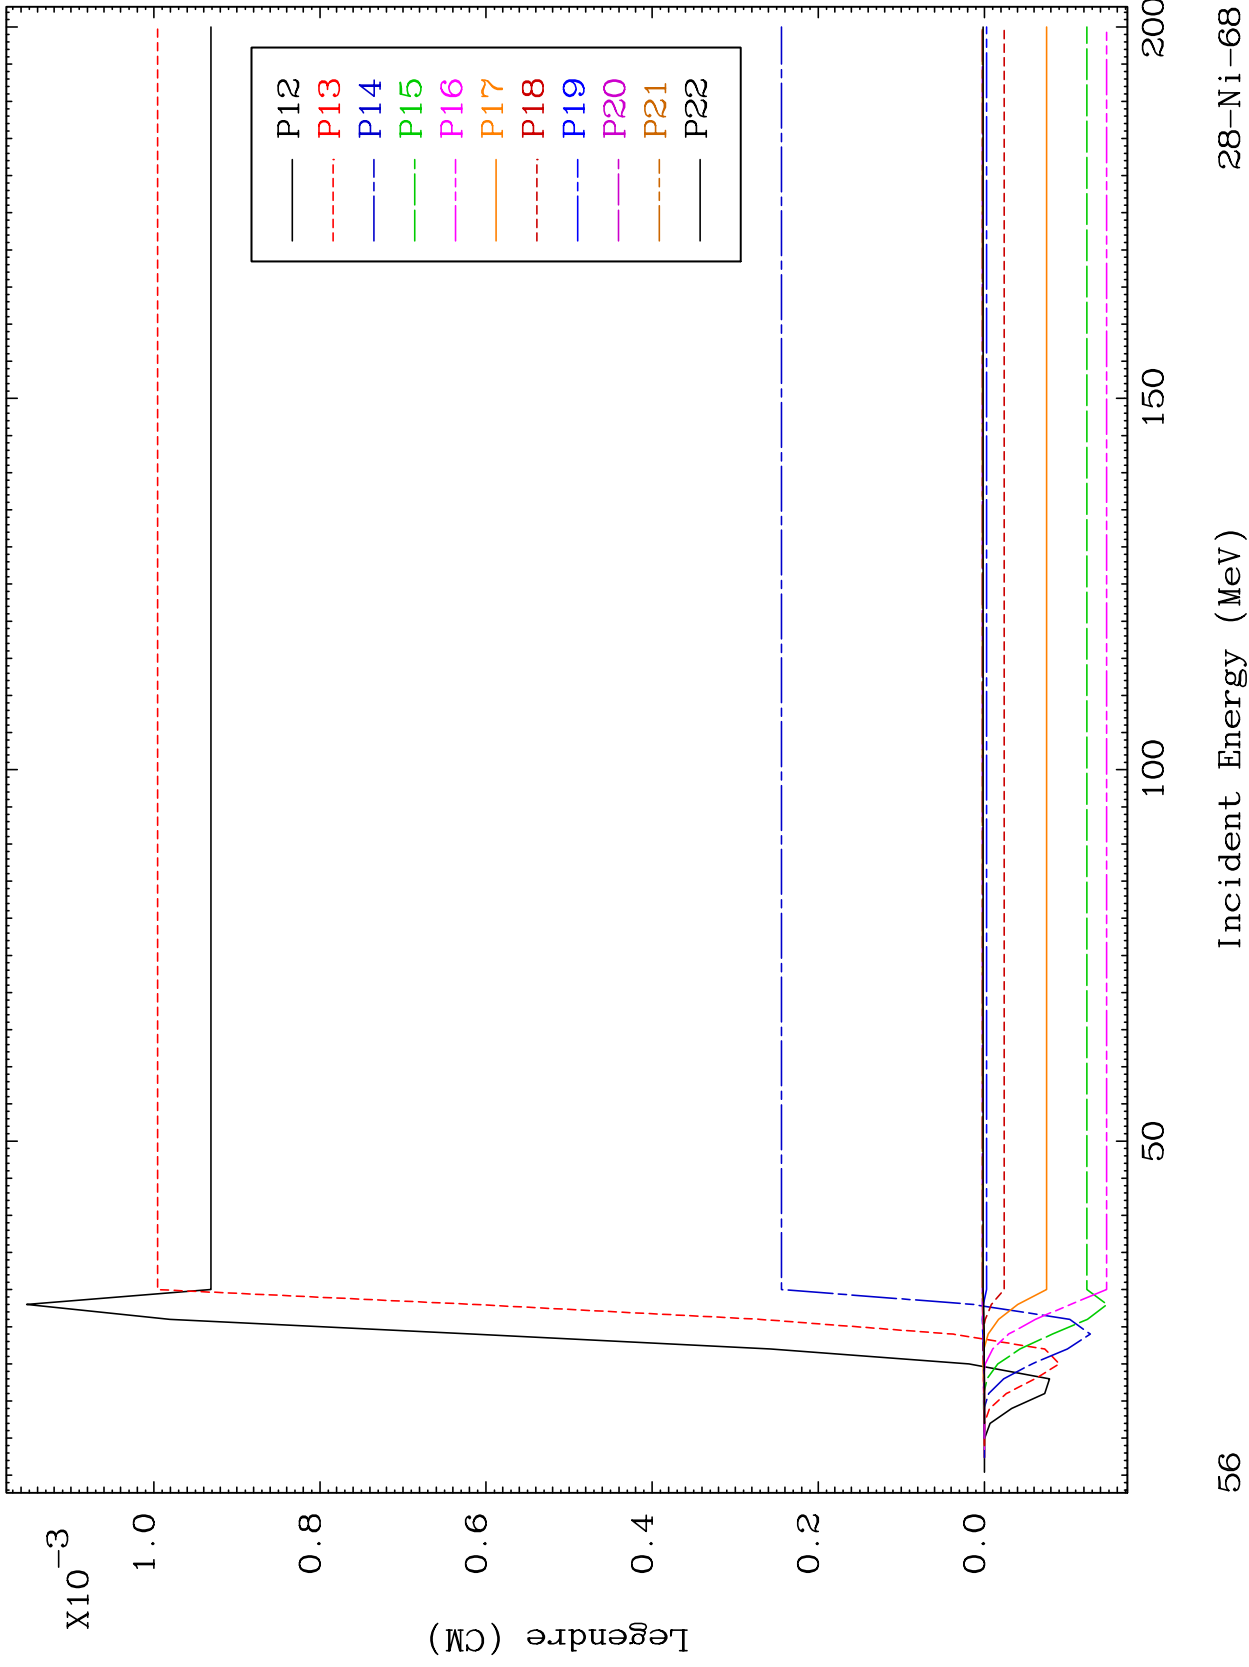 X10-3
1.0
0.8
0.6
0.4
0.2
0.0
Legendre (CM)
P12
P13
P14
P15
P16
P17
P18
P19
P20
P21
P22
50
100
150
200
Incident Energy (MeV)
56
28-Ni-68